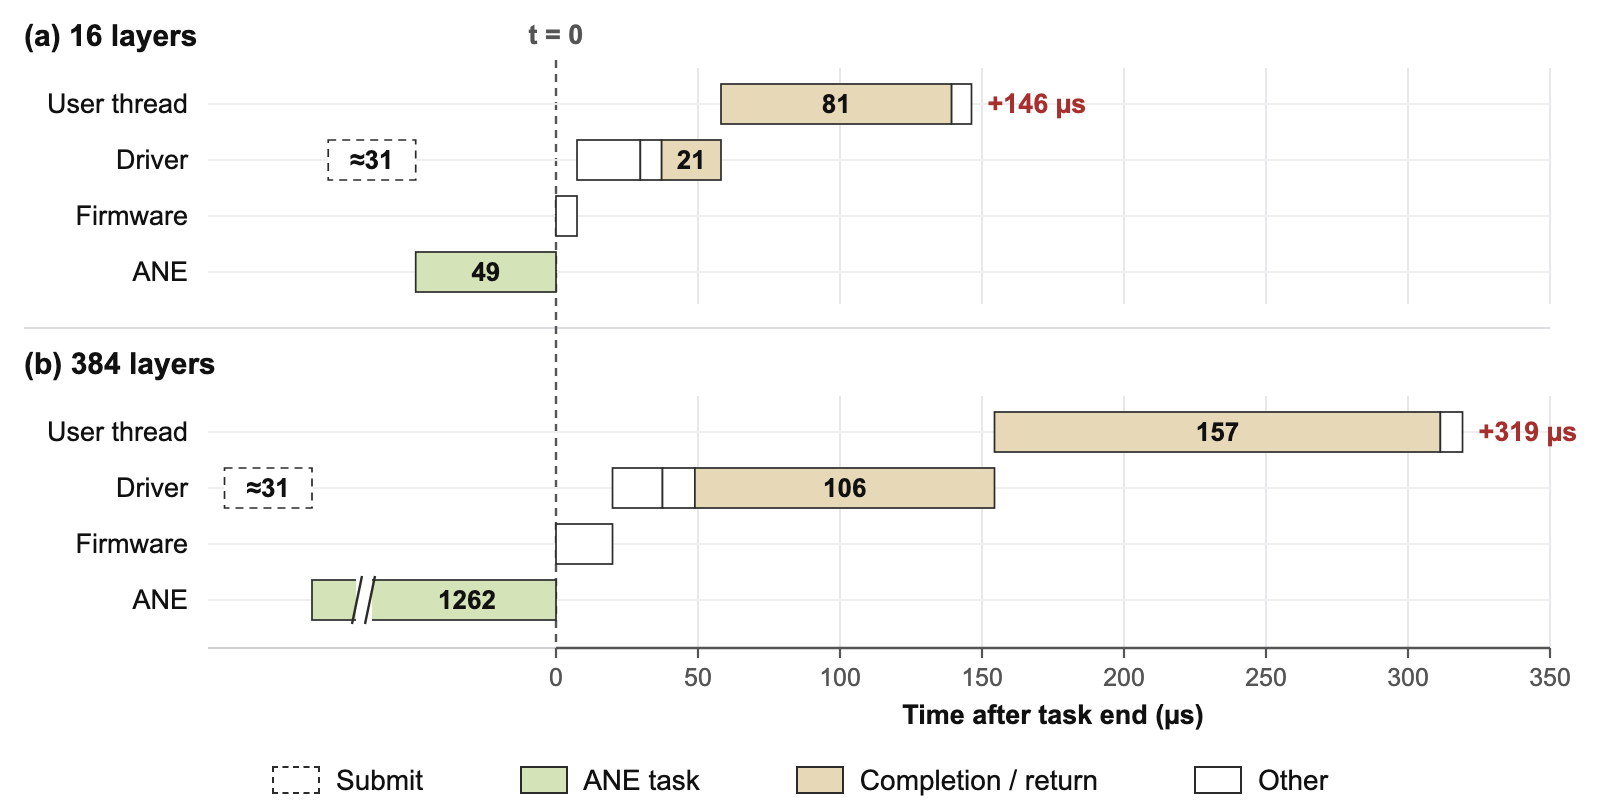 (a) 16 layers
t = 0
User thread
81
+146 µs
Driver
≈31
21
Firmware
ANE
49
(b) 384 layers
User thread
157
+319 µs
Driver
≈31
106
Firmware
ANE
1262
0 50 100 150 200 250 300 350
Time after task end (µs)
Submit ANE task Completion / return Other